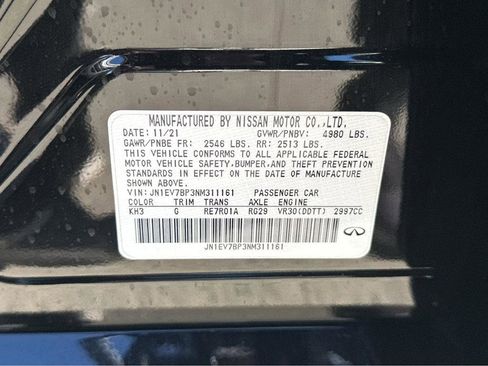 MANUFACTURED BY NISSAN MOTOR CO.,LTD.
DATE: 11/21 GVWR/PNBV: 4980 LBS.
GAWR/PNBE FR: 2546 LBS. RR: 2513 LBS.
THIS VEHICLE CONFORMS TO ALL APPLICABLE FEDERAL
MOTOR VEHICLE SAFETY,BUMPER,AND THEFT PREVENTION
STANDARDS IN EFFECT ON THE DATE OF MANUFACTURE
SHOWN ABOVE.
VIN: JN1EV7BP3NM311161 PASSENGER CAR
COLOR TRIM TRANS AXLE ENGINE
KH3 G RE7R01A RG29 VR30(DDTT) 2997CC
JN1EV7BP3NM311161
INFINITI